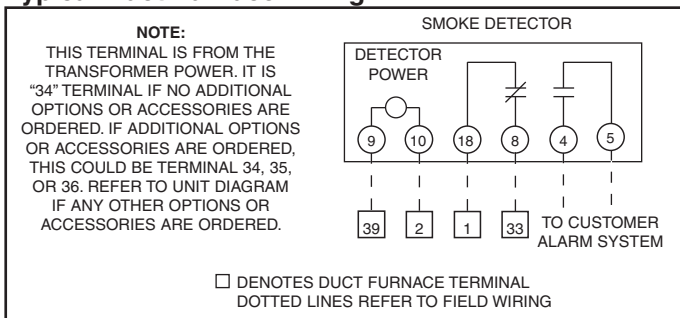 NOTE:
THIS TERMINAL IS FROM THE
TRANSFORMER POWER. IT IS
“34” TERMINAL IF NO ADDITIONAL
OPTIONS OR ACCESSORIES ARE
ORDERED. IF ADDITIONAL OPTIONS
OR ACCESSORIES ARE ORDERED,
THIS COULD BE TERMINAL 34, 35,
OR 36. REFER TO UNIT DIAGRAM
IF ANY OTHER OPTIONS OR
ACCESSORIES ARE ORDERED.
SMOKE DETECTOR
DETECTOR
POWER
9 10 18 8 4 5
39 2 1 33
TO CUSTOMER
ALARM SYSTEM
DENOTES DUCT FURNACE TERMINAL
DOTTED LINES REFER TO FIELD WIRING